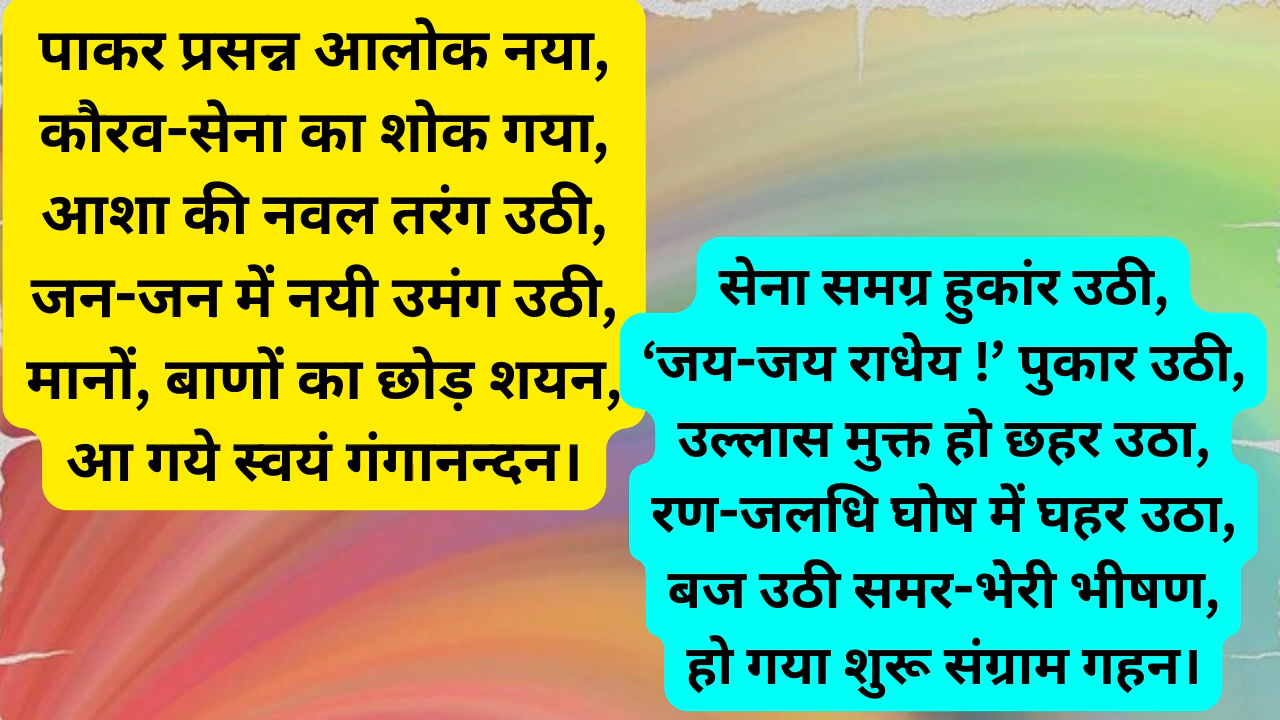 पाकर प्रसन्न आलोक नया,
कौरव-सेना का शोक गया,
आशा की नवल तरंग उठी,
जन-जन में नयी उमंग उठी,
मानों, बाणों का छोड़ शयन,
आ गये स्वयं गंगानन्दन।
सेना समग्र हुकांर उठी,
‘जय-जय राधेय !’ पुकार उठी,
उल्लास मुक्त हो छहर उठा,
रण-जलधि घोष में घहर उठा,
बज उठी समर-भेरी भीषण,
हो गया शुरू संग्राम गहन।